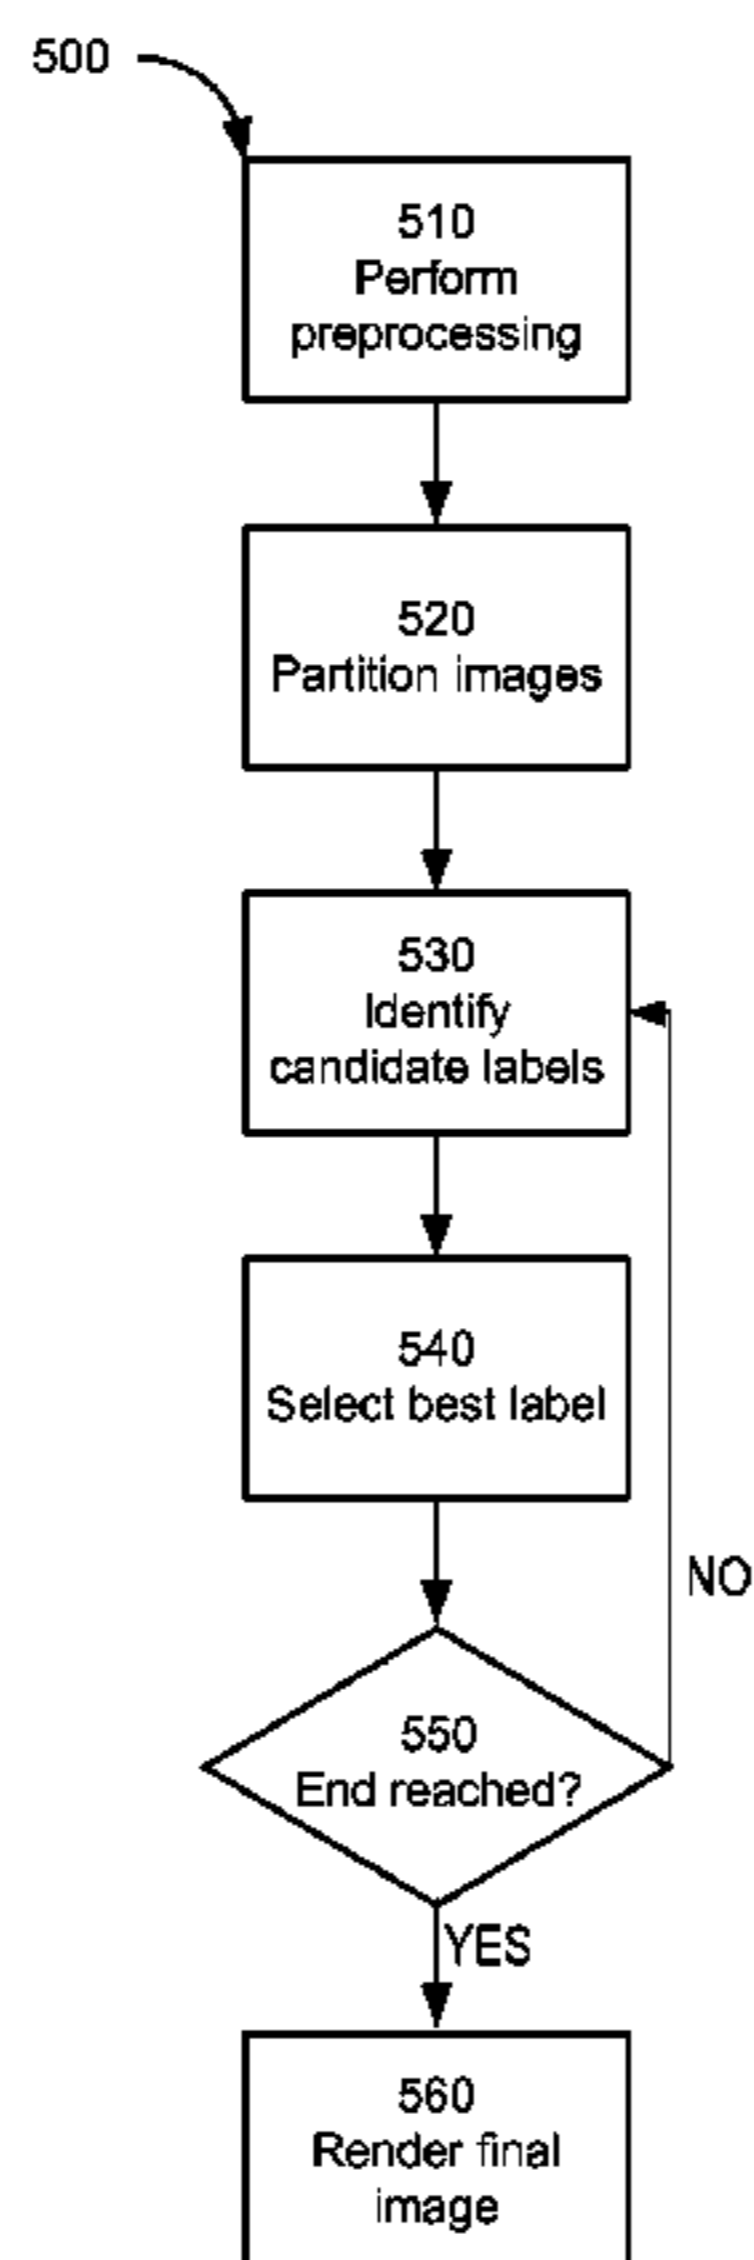 500
510
Perform
preprocessing
520
Partition images
530
Identify
candidate labels
540
Select best label
NO
550
End reached?
YES
560
Render final
image